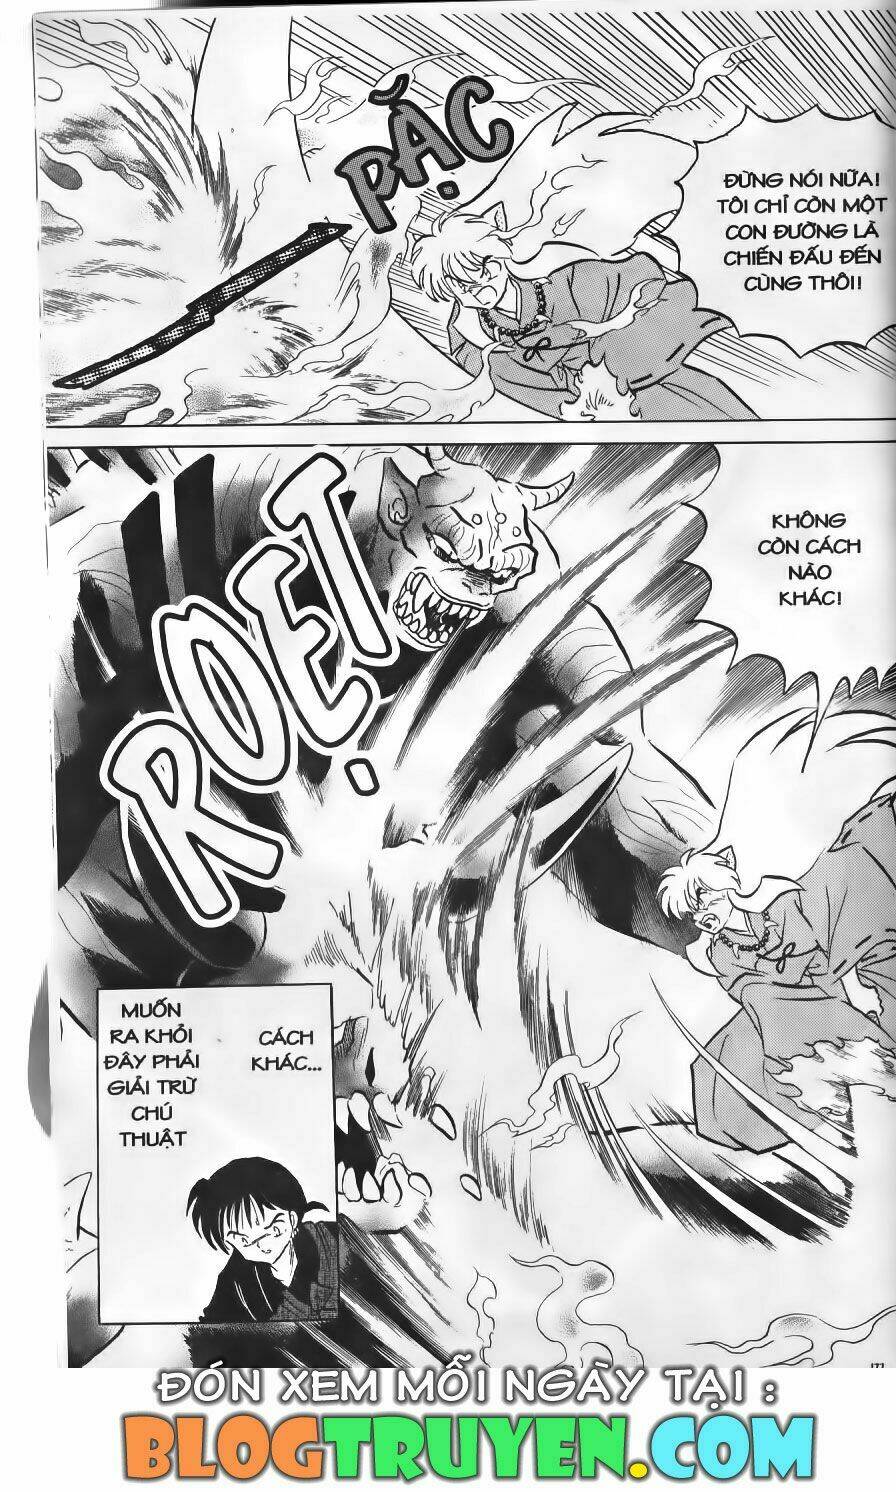 PẶC
ĐỪNG NÓI NỮA!
TÔI CHỈ CÒN MỘT
CON ĐƯỜNG LÀ
CHIẾN ĐẤU ĐẾN
CÙNG THÔI!
ROẸT
KHÔNG
CÒN CÁCH
NÀO
KHÁC!
CÁCH
KHÁC...
MUỐN
RA KHỎI
ĐÂY PHẢI
GIẢI TRỪ
CHÚ
THUẬT
ĐÓN XEM MỖI NGÀY TẠI :
BLOGTRUYEN.COM